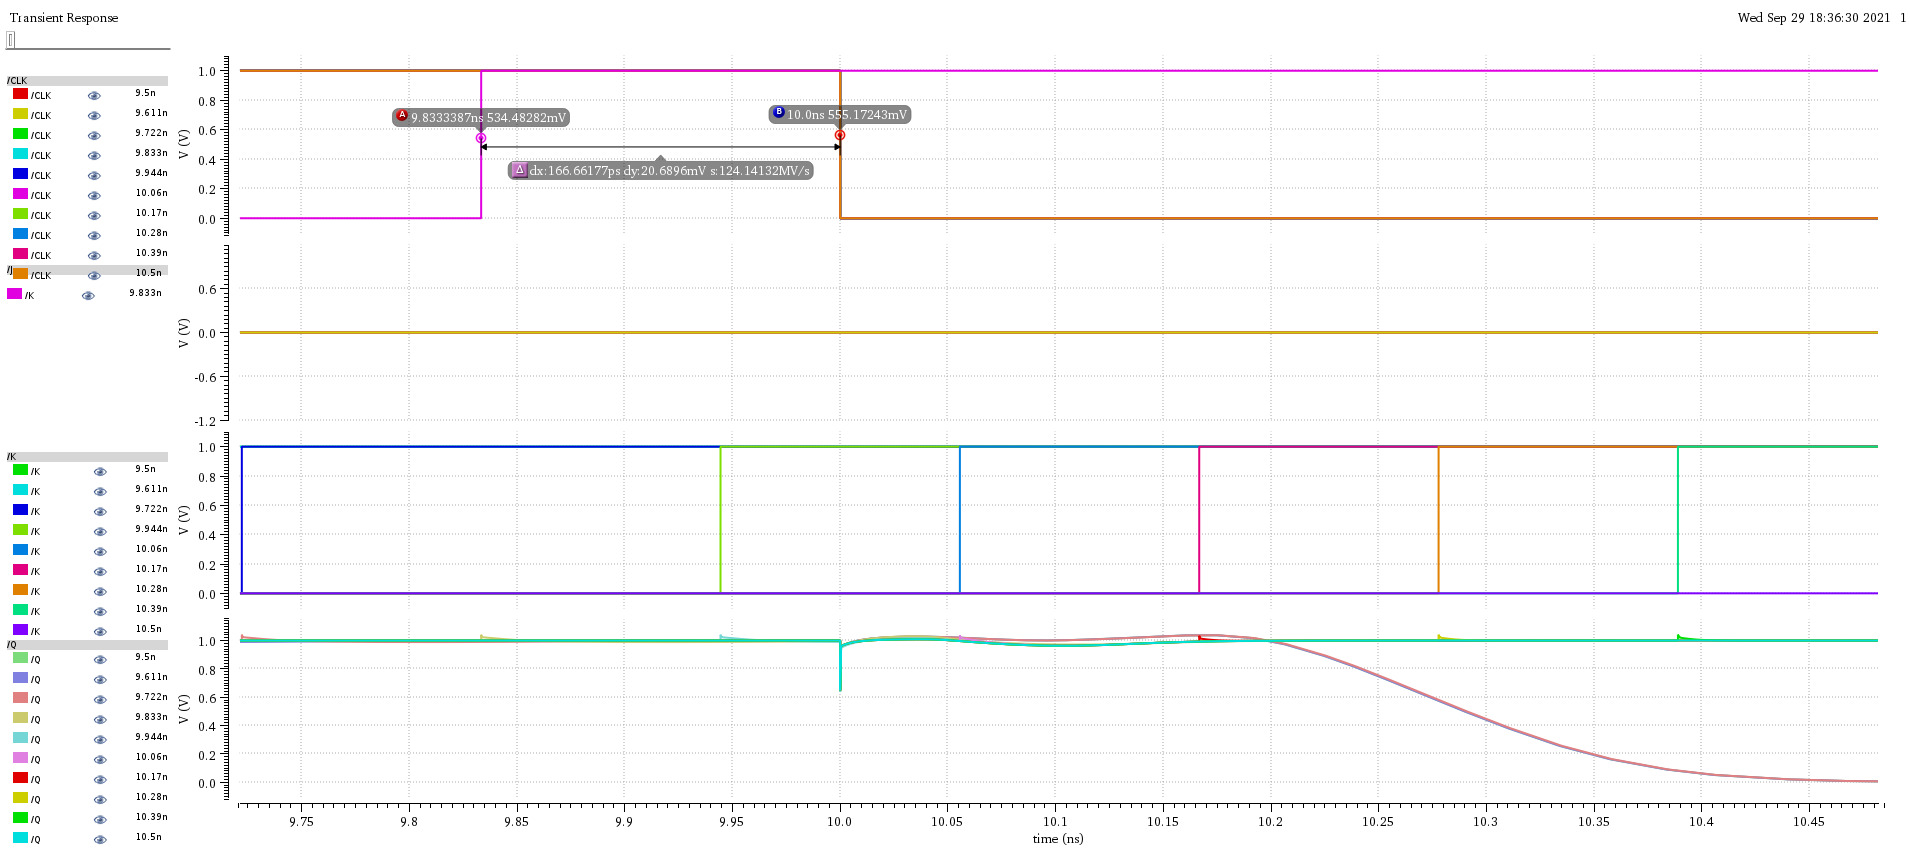 Transient Response
Wed Sep 29 18:36:30 2021 1
/CLK
/CLK 9.5n
/CLK 9.611n
/CLK 9.722n
/CLK 9.833n
/CLK 9.944n
/CLK 10.06n
/CLK 10.17n
/CLK 10.28n
/CLK 10.39n
/J
/CLK 10.5n
/K 9.833n
V (V)
1.0
0.8
0.6
0.4
0.2
0.0
A 9.8333387ns 534.48282mV
B 10.0ns 555.17243mV
Δ dx:166.66177ps dy:20.6896mV s:124.14132MV/s
V (V)
0.6
0.0
-0.6
-1.2
/K
/K 9.5n
/K 9.611n
/K 9.722n
/K 9.944n
/K 10.06n
/K 10.17n
/K 10.28n
/K 10.39n
/K 10.5n
V (V)
1.0
0.8
0.6
0.4
0.2
0.0
/Q
/Q 9.5n
/Q 9.611n
/Q 9.722n
/Q 9.833n
/Q 9.944n
/Q 10.06n
/Q 10.17n
/Q 10.28n
/Q 10.39n
/Q 10.5n
V (V)
1.0
0.8
0.6
0.4
0.2
0.0
9.75 9.8 9.85 9.9 9.95 10.0 10.05 10.1 10.15 10.2 10.25 10.3 10.35 10.4 10.45
time (ns)